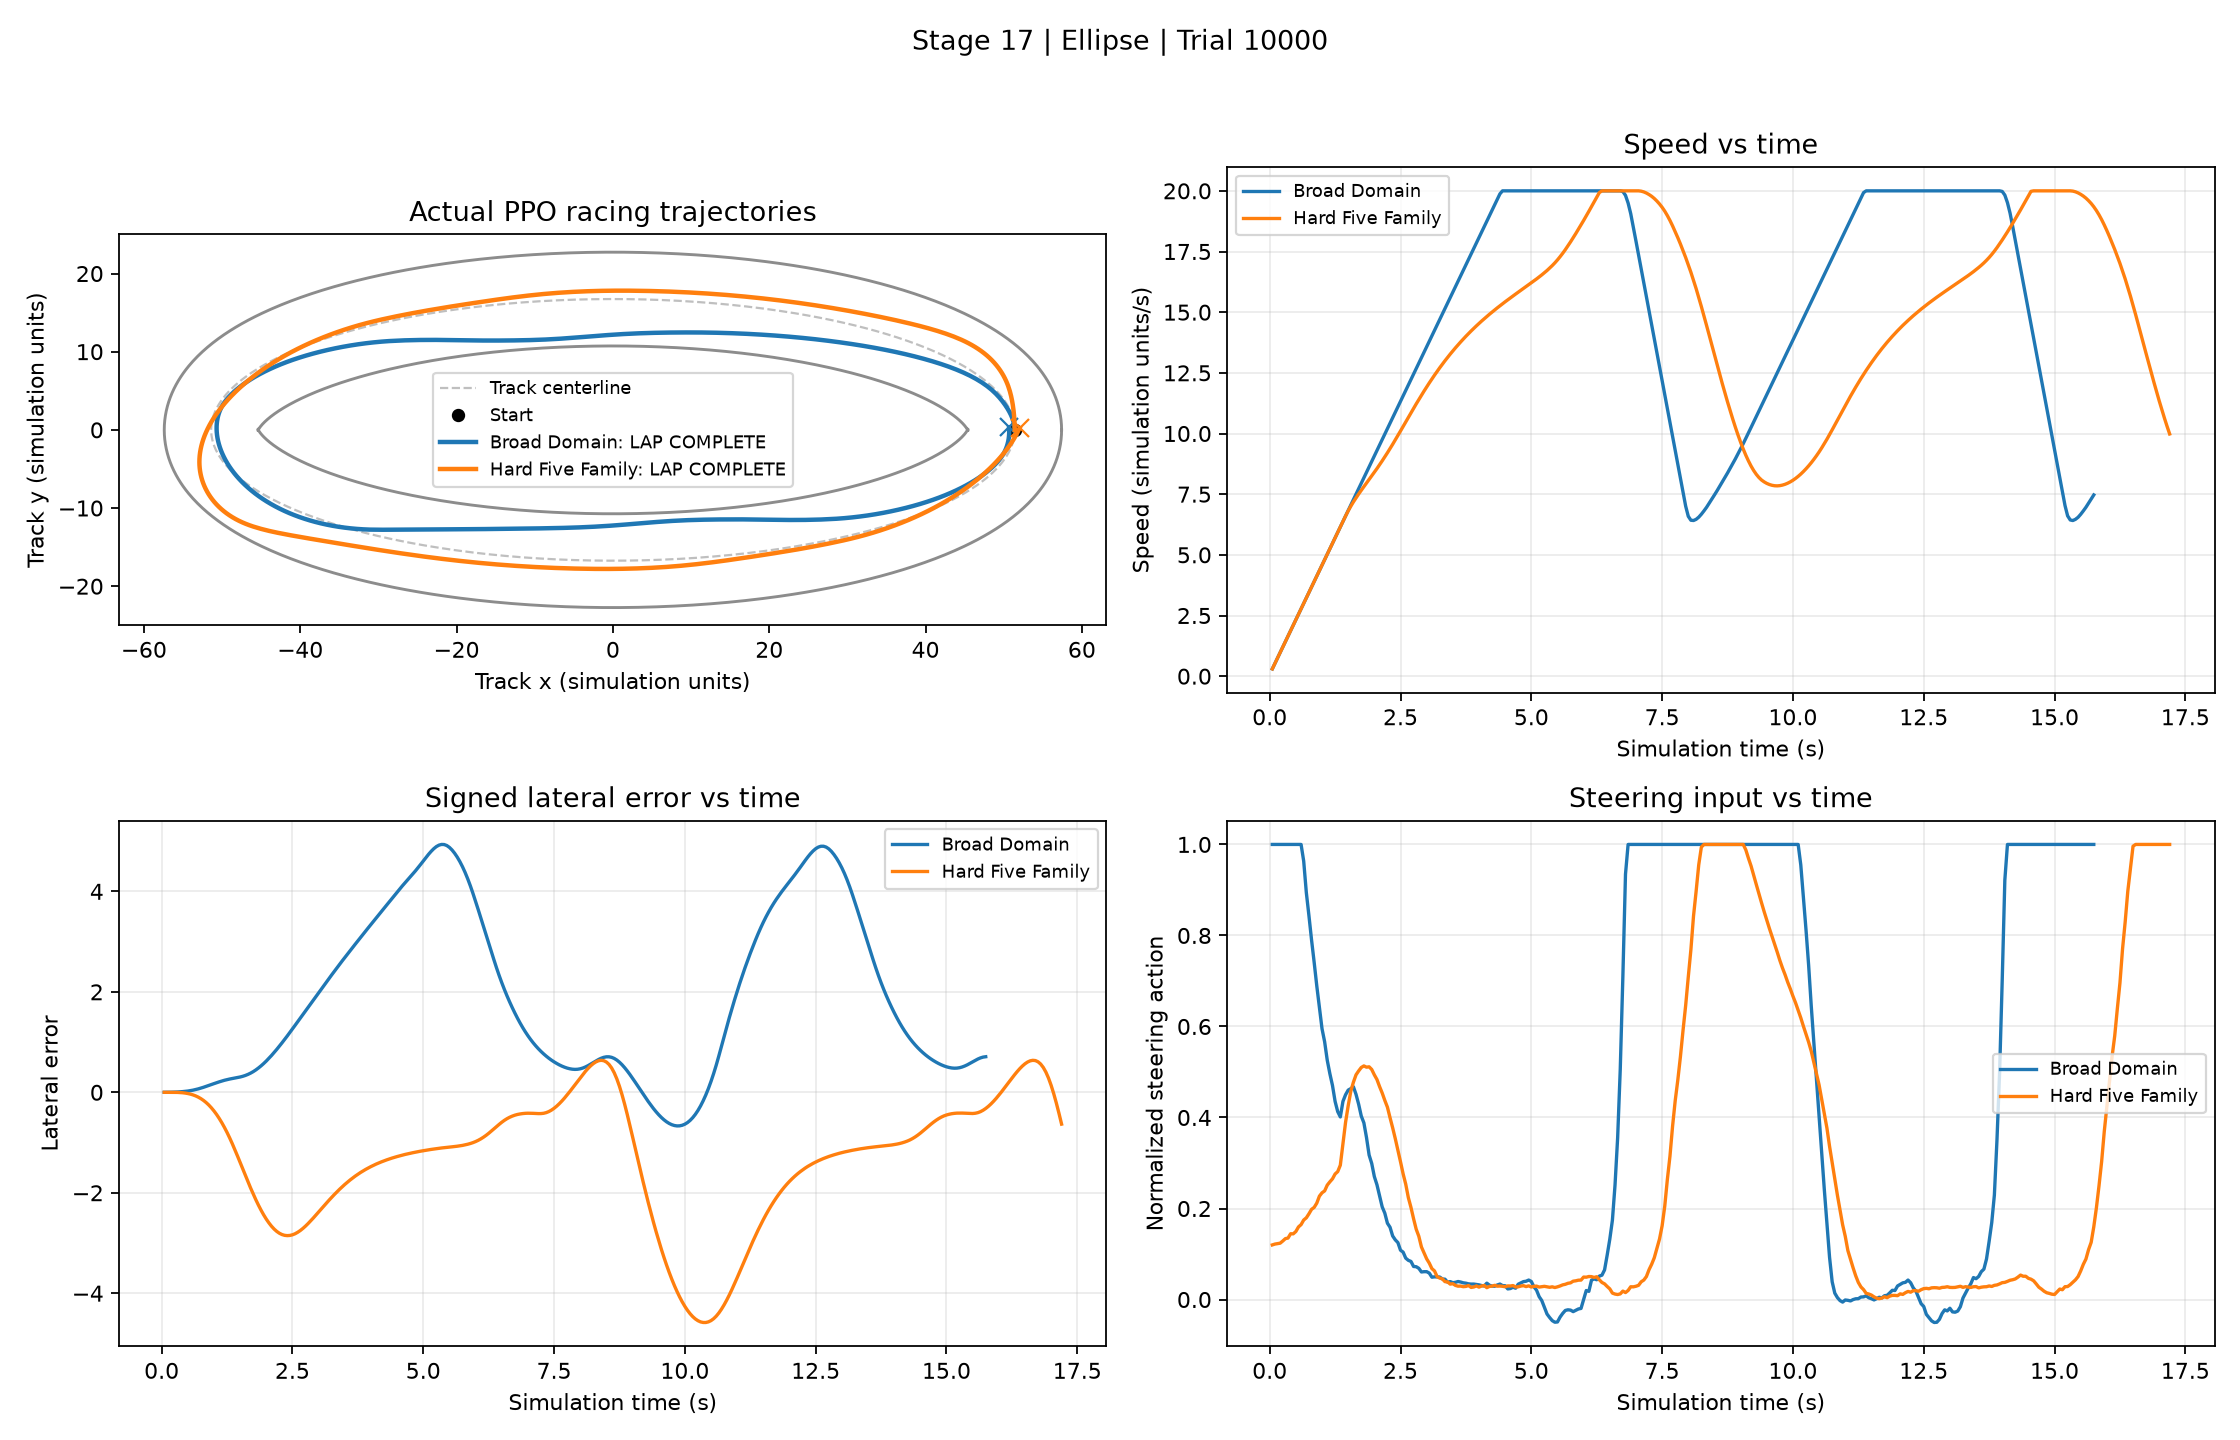 Stage 17 | Ellipse | Trial 10000
Actual PPO racing trajectories
Track y (simulation units)
20
10
0
−10
−20
Track centerline
Start
Broad Domain: LAP COMPLETE
Hard Five Family: LAP COMPLETE
−60
−40
−20
0
20
40
60
Track x (simulation units)
Speed vs time
Speed (simulation units/s)
20.0
17.5
15.0
12.5
10.0
7.5
5.0
2.5
0.0
Broad Domain
Hard Five Family
0.0
2.5
5.0
7.5
10.0
12.5
15.0
17.5
Simulation time (s)
Signed lateral error vs time
Lateral error
4
2
0
−2
−4
Broad Domain
Hard Five Family
0.0
2.5
5.0
7.5
10.0
12.5
15.0
17.5
Simulation time (s)
Steering input vs time
Normalized steering action
1.0
0.8
0.6
0.4
0.2
0.0
Broad Domain
Hard Five Family
0.0
2.5
5.0
7.5
10.0
12.5
15.0
17.5
Simulation time (s)